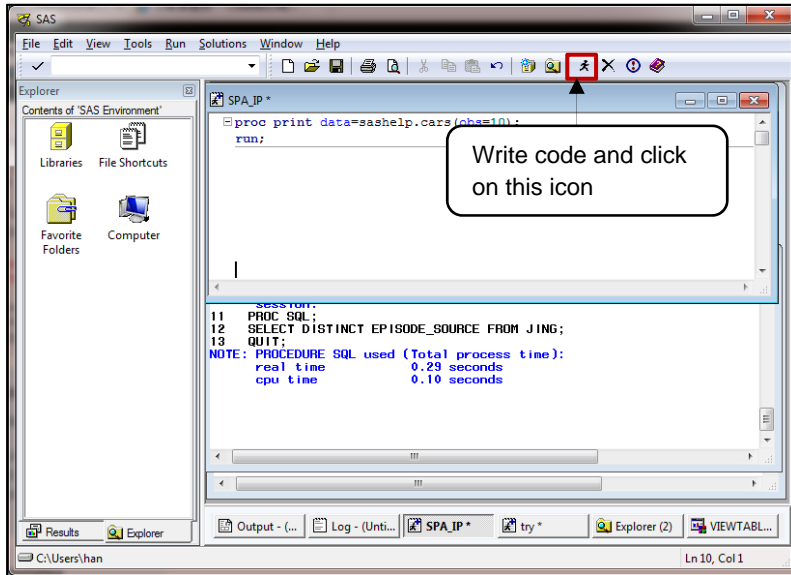 SAS
File Edit View Tools Run Solutions Window Help
Explorer
Contents of 'SAS Environment'
Libraries
File Shortcuts
Favorite Folders
Computer
SPA_IP *
proc print data=sashelp.cars(obs=10);
run;
Write code and click
on this icon
session.
11 PROC SQL;
12 SELECT DISTINCT EPISODE_SOURCE FROM JING;
13 QUIT;
NOTE: PROCEDURE SQL used (Total process time):
real time 0.29 seconds
cpu time 0.10 seconds
Results
Explorer
Output - (...
Log - (Unti...
SPA_IP *
try *
Explorer (2)
VIEWTABL...
C:\Users\han
Ln 10, Col 1